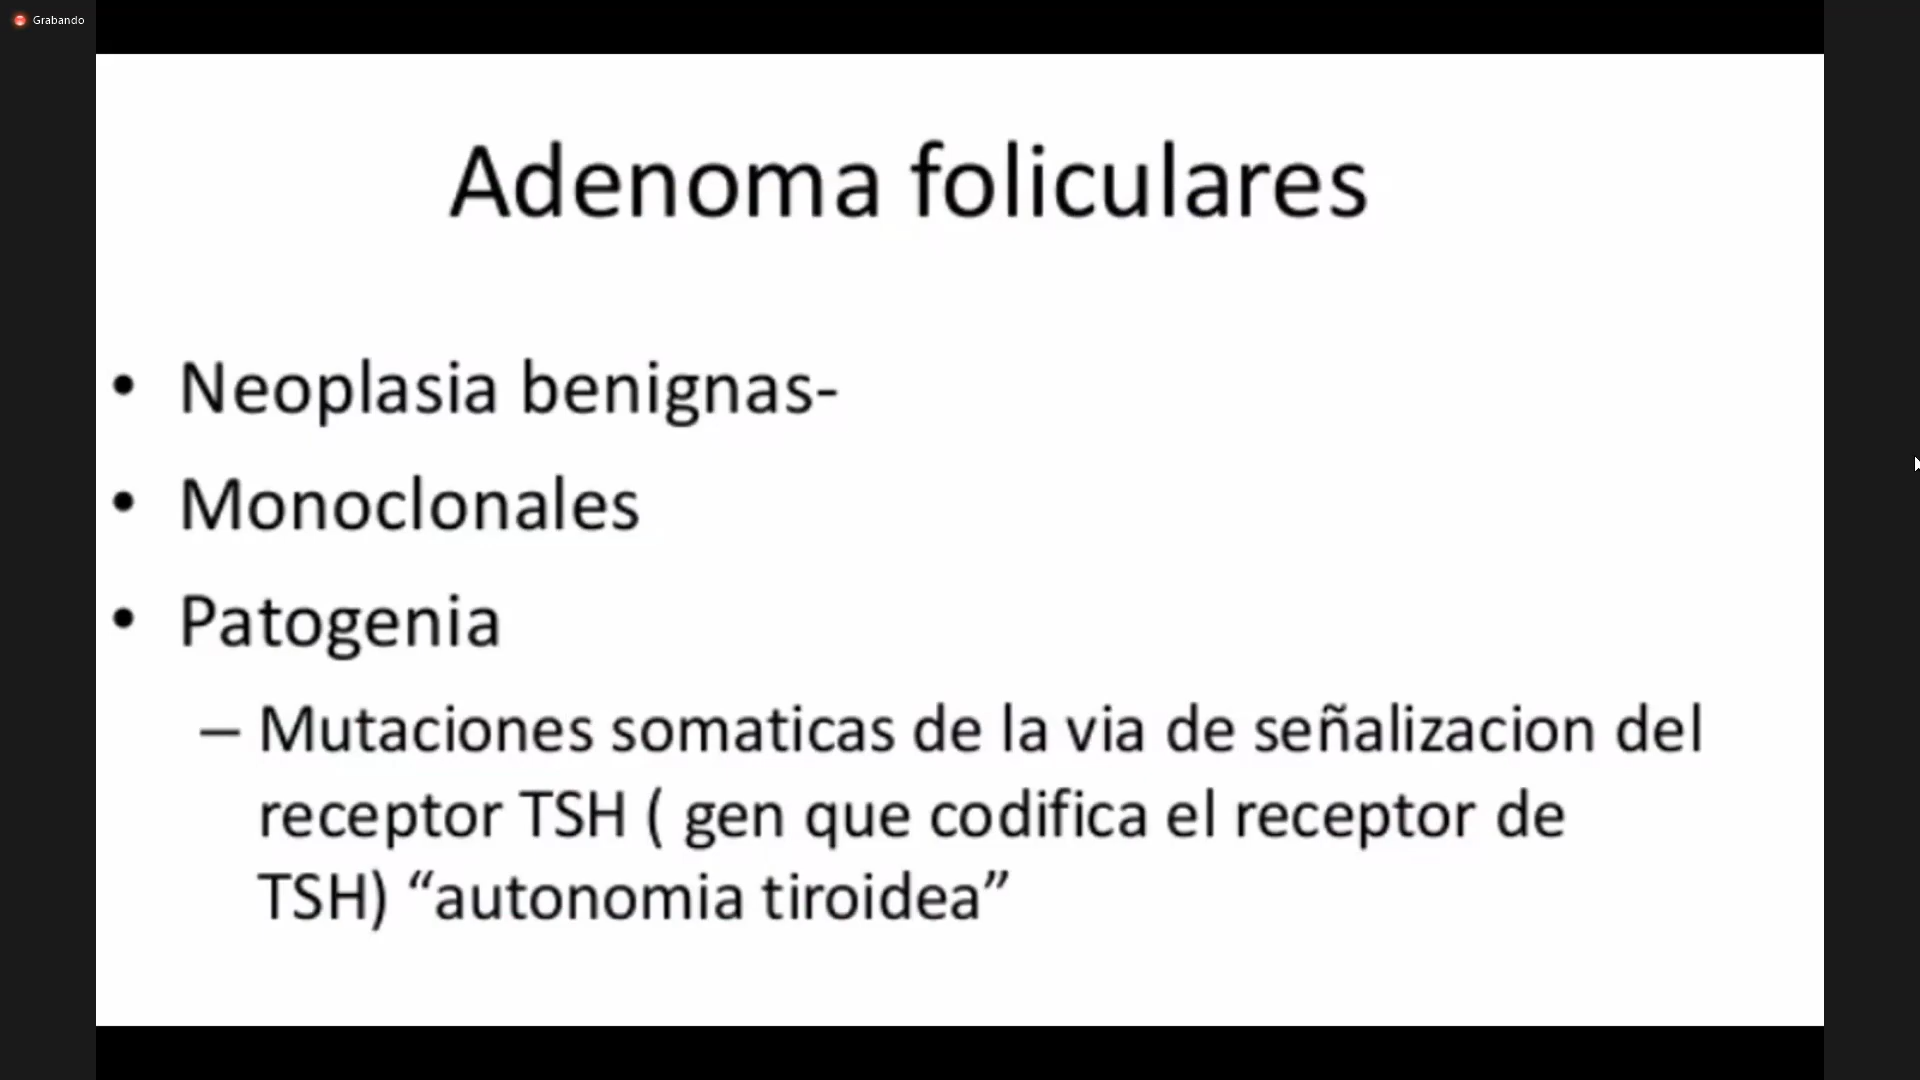 Grabando
Adenoma foliculares
• Neoplasia benignas-
• Monoclonales
• Patogenia
– Mutaciones somaticas de la via de señalizacion del
receptor TSH ( gen que codifica el receptor de
TSH) “autonomia tiroidea”